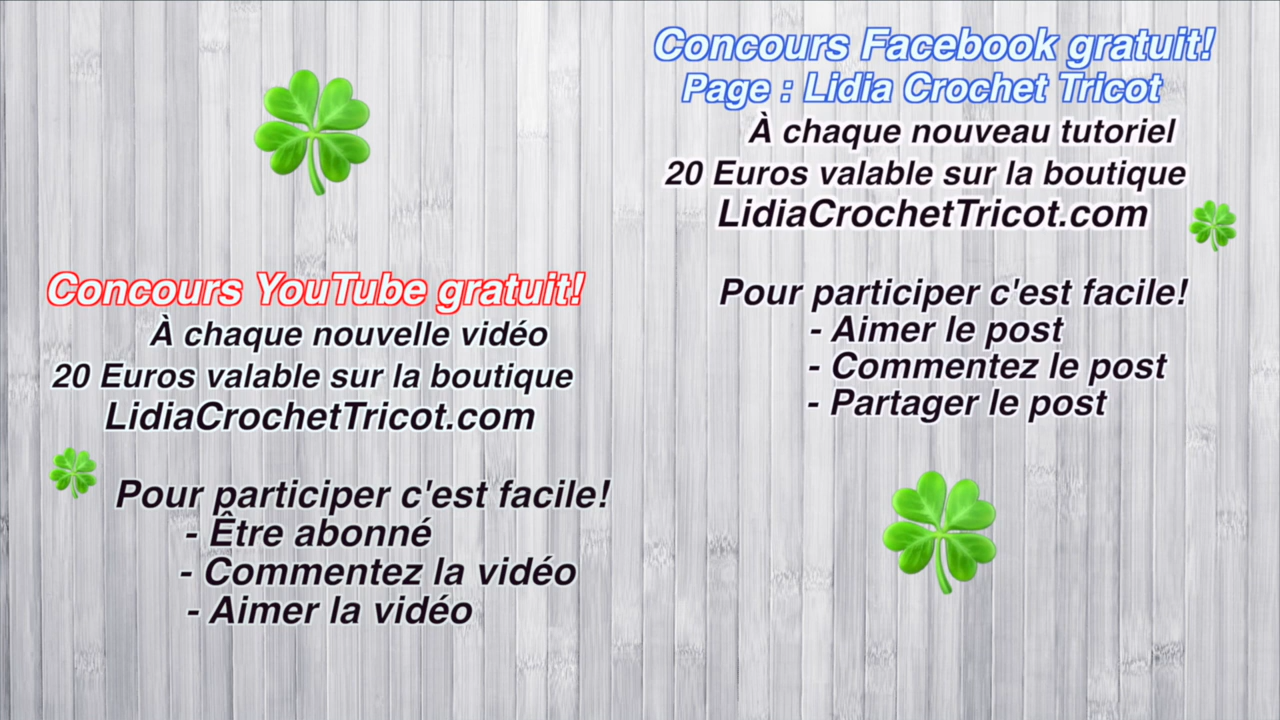 Concours YouTube gratuit!
À chaque nouvelle vidéo
20 Euros valable sur la boutique
LidiaCrochetTricot.com
Pour participer c'est facile!
- Être abonné
- Commentez la vidéo
- Aimer la vidéo
Concours Facebook gratuit!
Page : Lidia Crochet Tricot
À chaque nouveau tutoriel
20 Euros valable sur la boutique
LidiaCrochetTricot.com
Pour participer c'est facile!
- Aimer le post
- Commentez le post
- Partager le post